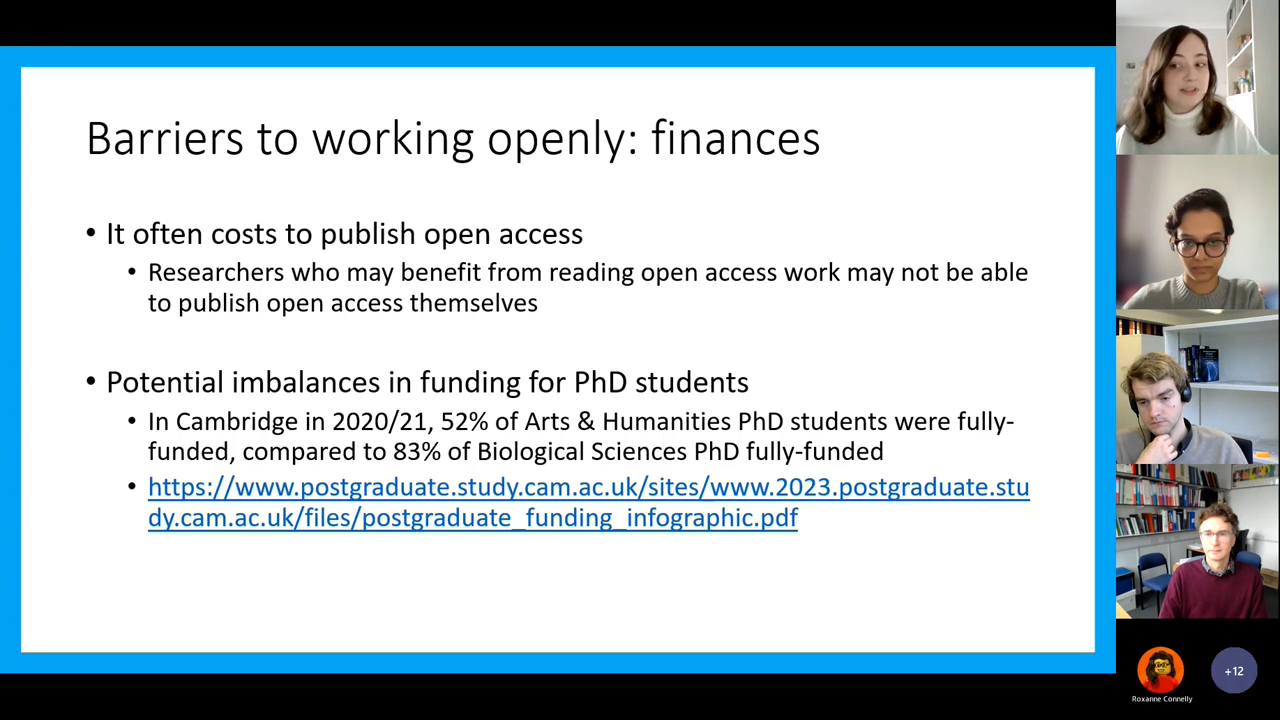 Barriers to working openly: finances
• It often costs to publish open access
• Researchers who may benefit from reading open access work may not be able
to publish open access themselves
• Potential imbalances in funding for PhD students
• In Cambridge in 2020/21, 52% of Arts & Humanities PhD students were fully-
funded, compared to 83% of Biological Sciences PhD fully-funded
• https://www.postgraduate.study.cam.ac.uk/sites/www.2023.postgraduate.stu
dy.cam.ac.uk/files/postgraduate_funding_infographic.pdf
Roxanne Connelly
+12